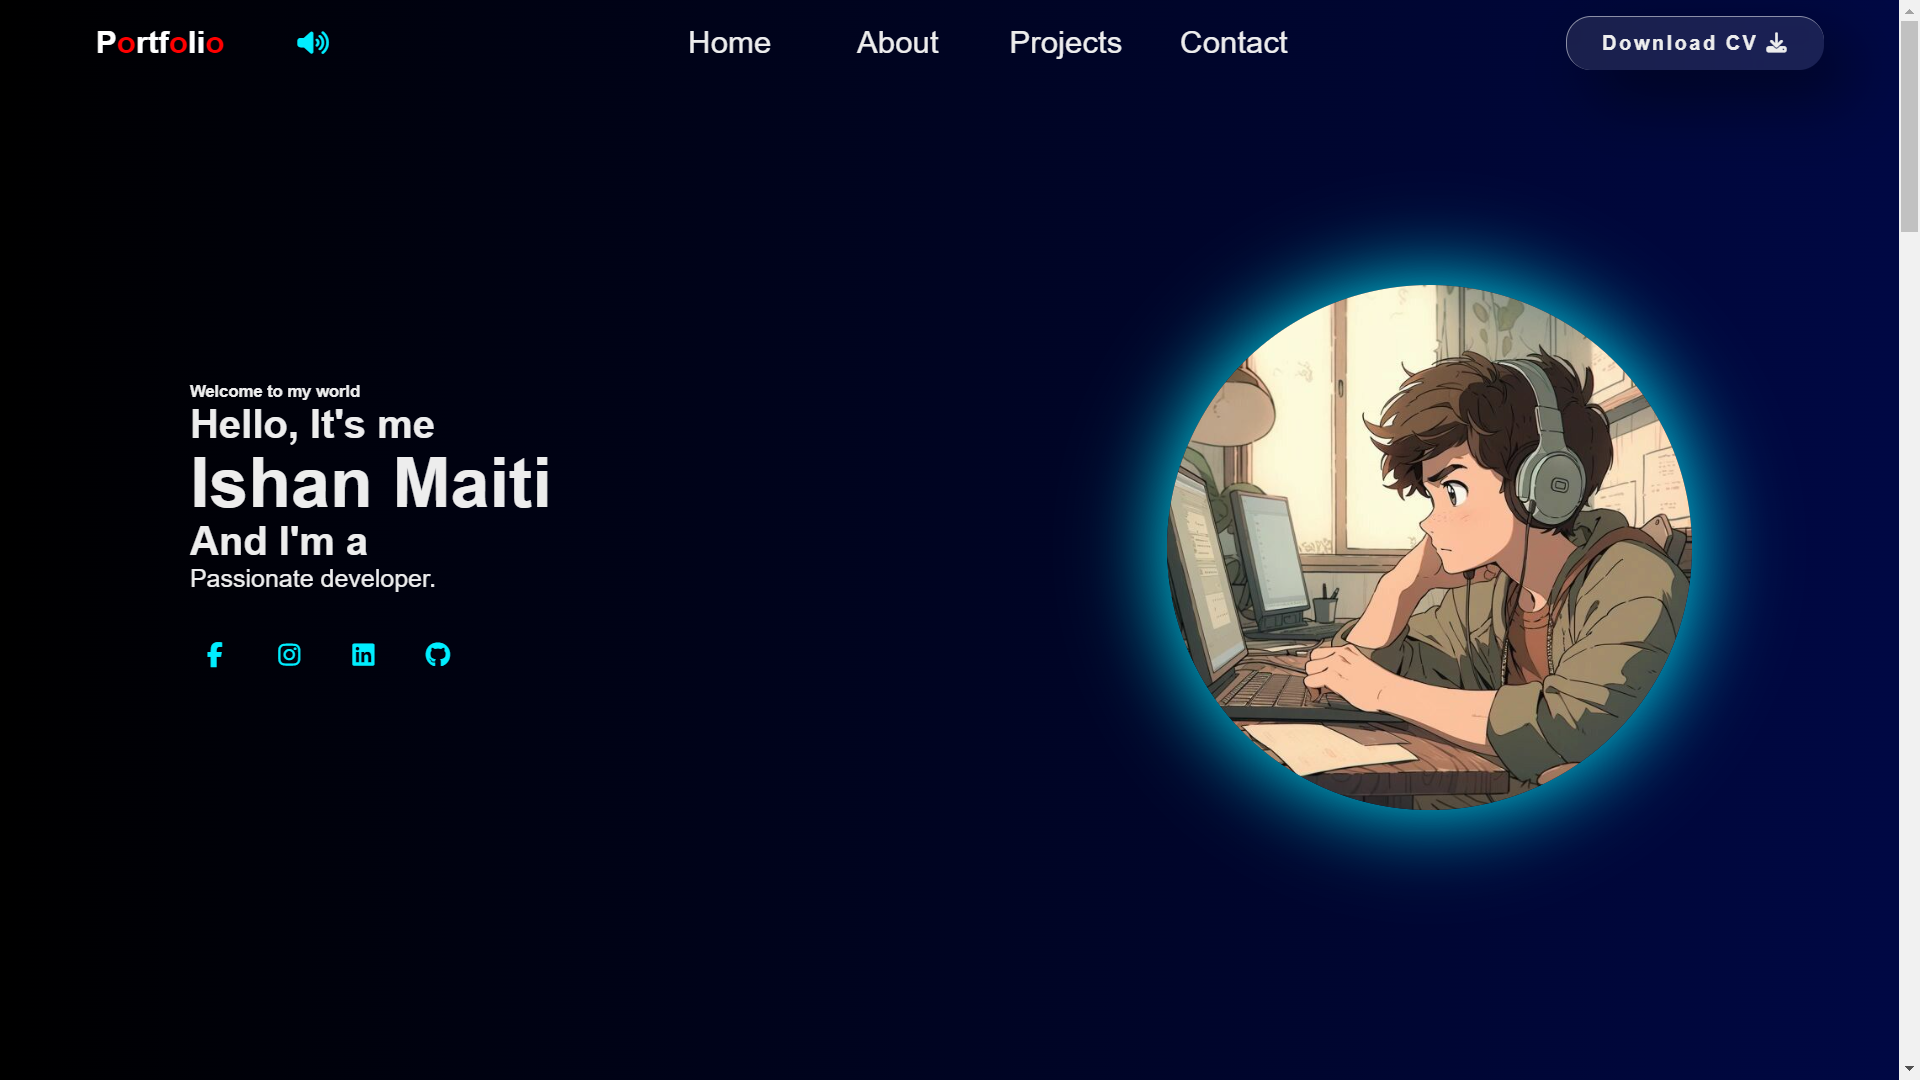 Portfolio
Home
About
Projects
Contact
Download CV
Welcome to my world
Hello, It's me
Ishan Maiti
And I'm a
Passionate developer.